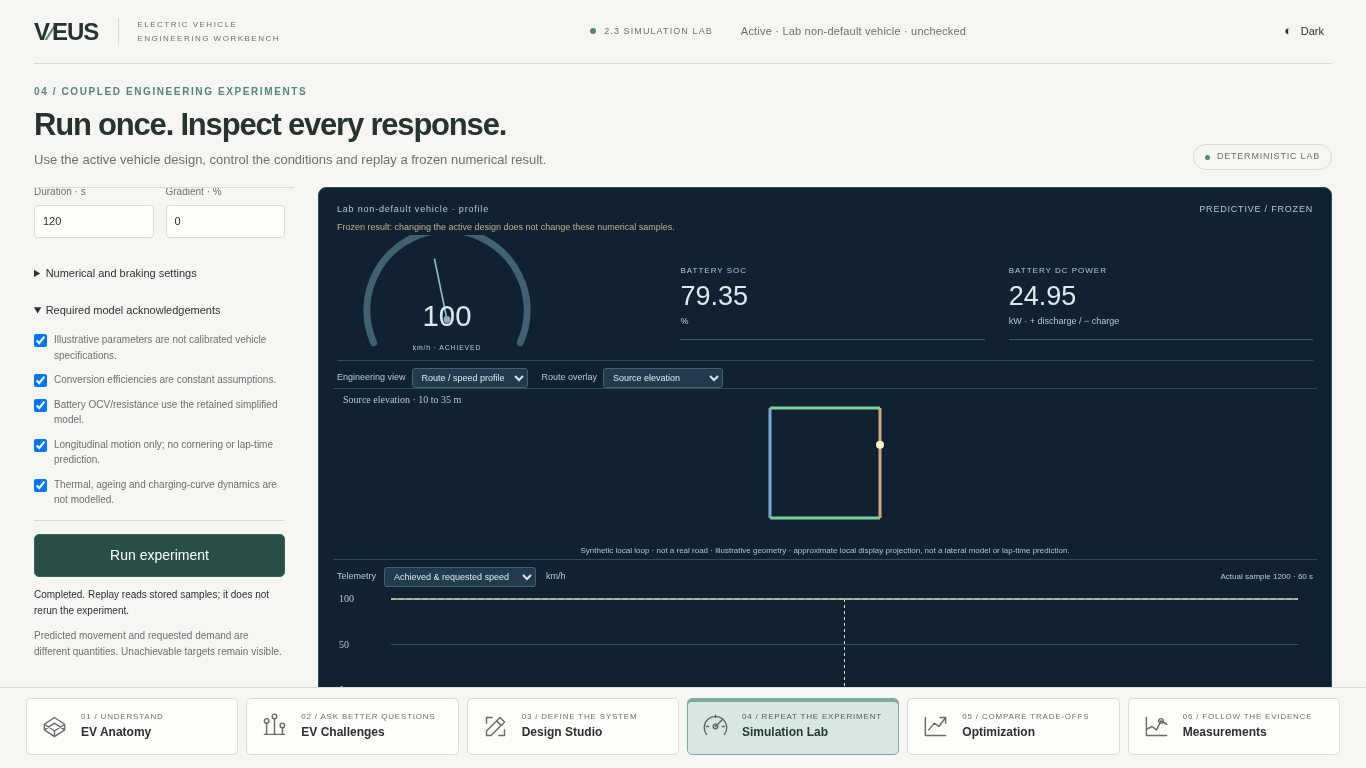 VÆUS
ELECTRIC VEHICLE
ENGINEERING WORKBENCH
2.3 SIMULATION LAB
Active · Lab non-default vehicle · unchecked
Dark
04 / COUPLED ENGINEERING EXPERIMENTS
Run once. Inspect every response.
Use the active vehicle design, control the conditions and replay a frozen numerical result.
DETERMINISTIC LAB
Duration · s
Gradient · %
120
0
Numerical and braking settings
Required model acknowledgements
Illustrative parameters are not calibrated vehicle
specifications.
Conversion efficiencies are constant assumptions.
Battery OCV/resistance use the retained simplified
model.
Longitudinal motion only; no cornering or lap-time
prediction.
Thermal, ageing and charging-curve dynamics are
not modelled.
Run experiment
Completed. Replay reads stored samples; it does not
rerun the experiment.
Predicted movement and requested demand are
different quantities. Unachievable targets remain visible.
Lab non-default vehicle · profile
PREDICTIVE / FROZEN
Frozen result: changing the active design does not change these numerical samples.
100
km/h · ACHIEVED
BATTERY SOC
79.35
%
BATTERY DC POWER
24.95
kW · + discharge / − charge
Engineering view
Route / speed profile
Route overlay
Source elevation
Source elevation · 10 to 35 m
Synthetic local loop · not a real road · illustrative geometry · approximate local display projection, not a lateral model or lap-time prediction.
Telemetry
Achieved & requested speed
km/h
Actual sample 1200 · 60 s
100
50
01 / UNDERSTAND
EV Anatomy
02 / ASK BETTER QUESTIONS
EV Challenges
03 / DEFINE THE SYSTEM
Design Studio
04 / REPEAT THE EXPERIMENT
Simulation Lab
05 / COMPARE TRADE-OFFS
Optimization
06 / FOLLOW THE EVIDENCE
Measurements